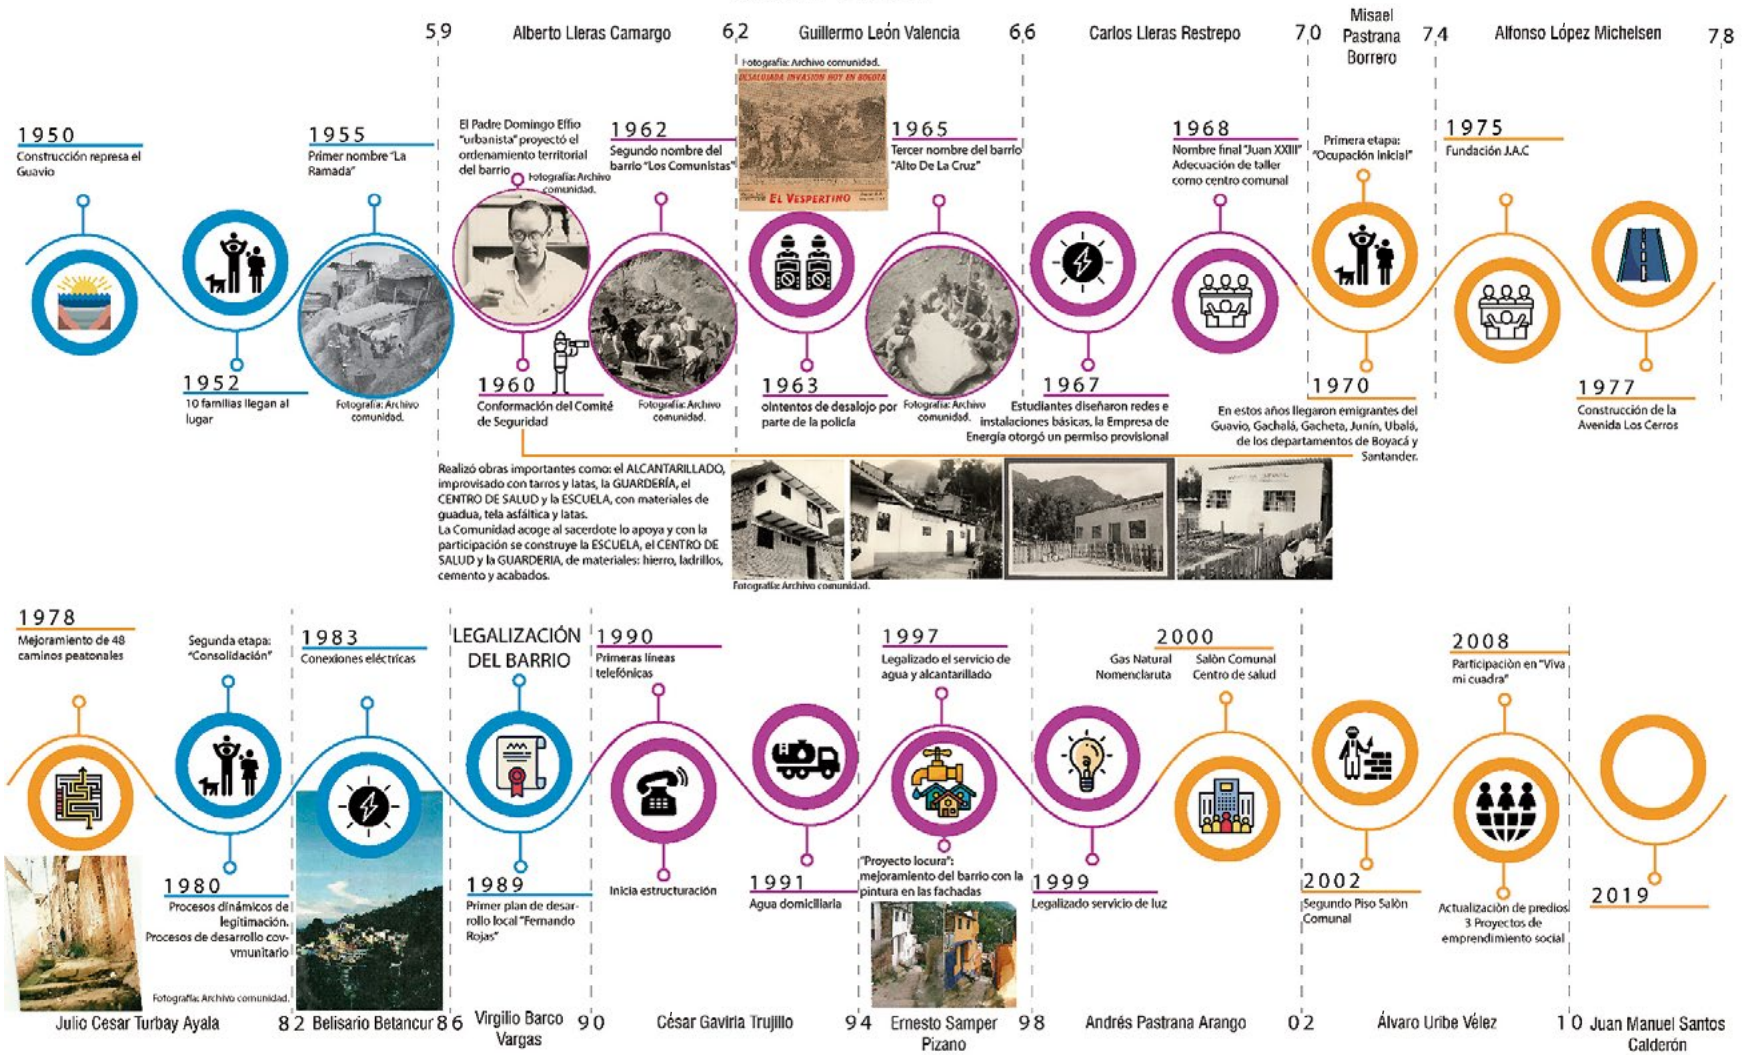 59
Alberto Lleras Camargo
62
Guillermo León Valencia
66
Carlos Lleras Restrepo
70
Misael
Pastrana
Borrero
74
Alfonso López Michelsen
78
1950
Construcción represa el
Guavio
1952
10 familias llegan al
lugar
1955
Primer nombre "La
Ramada"
Fotografía: Archivo
comunidad.
El Padre Domingo Effio
"urbanista" proyectó el
ordenamiento territorial
del barrio
Fotografía: Archivo
comunidad.
1960
Conformación del Comité
de Seguridad
1962
Segundo nombre del
barrio "Los Comunistas"
Fotografía: Archivo
comunidad.
Fotografía: Archivo comunidad.
DESALOJADA INVASION HOY EN BOGOTA
EL VESPERTINO
1963
oIntentos de desalojo por
parte de la policía
1965
Tercer nombre del barrio
"Alto De La Cruz"
Fotografía: Archivo
comunidad.
1967
Estudiantes diseñaron redes e
instalaciones básicas, la Empresa de
Energía otorgó un permiso provisional
1968
Nombre final "Juan XXIII"
Adecuación de taller
como centro comunal
Primera etapa:
"Ocupación inicial"
1970
En estos años llegaron emigrantes del
Guavio, Gachalá, Gacheta, Junín, Ubalá,
de los departamentos de Boyacá y
Santander.
1975
Fundación J.A.C
1977
Construcción de la
Avenida Los Cerros
Realizó obras importantes como: el ALCANTARILLADO,
improvisado con tarros y latas, la GUARDERÍA, el
CENTRO DE SALUD y la ESCUELA, con materiales de
guadua, tela asfáltica y latas.
La Comunidad acoge al sacerdote lo apoya y con la
participación se construye la ESCUELA, el CENTRO DE
SALUD y la GUARDERIA, de materiales: hierro, ladrillos,
cemento y acabados.
Fotografía: Archivo comunidad.
1978
Mejoramiento de 48
caminos peatonales
Segunda etapa:
"Consolidación"
1980
Procesos dinámicos de
legitimación.
Procesos de desarrollo cov-
vmunitario
Fotografía: Archivo comunidad.
1983
Conexiones eléctricas
LEGALIZACIÓN
DEL BARRIO
1989
Primer plan de desar-
rollo local "Fernando
Rojas"
1990
Primeras líneas
telefónicas
Inicia estructuración
1991
Agua domiciliaria
1997
Legalizado el servicio de
agua y alcantarillado
"Proyecto locura":
mejoramiento del barrio con la
pintura en las fachadas
1999
Legalizado servicio de luz
2000
Gas Natural
Nomenclaruta
Salòn Comunal
Centro de salud
2002
Segundo Piso Salòn
Comunal
2008
Participaciòn en "Viva
mi cuadra"
Actualizaciòn de predios
3 Proyectos de
emprendimiento social
2019
Julio Cesar Turbay Ayala
82
Belisario Betancur
86
Virgilio Barco
Vargas
90
César Gaviria Trujillo
94
Ernesto Samper
Pizano
98
Andrés Pastrana Arango
02
Álvaro Uribe Vélez
10
Juan Manuel Santos
Calderón